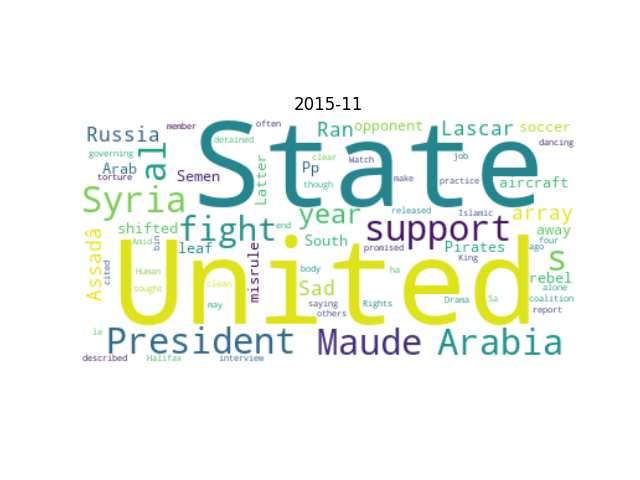 2015-11
member often
Russia al State Ran opponent Lascar soccer
governing detained dancing
Arab Latter Pp clear Watch job
torture Semen though make practice aircraft
Syria year released Islamic array
shifted fight end support away
Assadâ Amid bin leaf United South promised Pirates four ago s
cited Human misrule body ha King rebel
sought clean Sad alone
may saying Rights Drama Sa coalition
others report
le President Maude Arabia
described Halifax interview